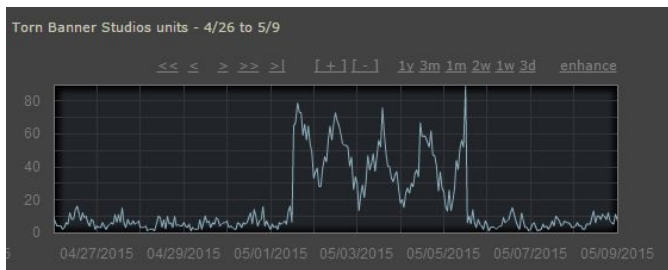 Torn Banner Studios units - 4/26 to 5/9
<< < > >> >| [ + ] [ - ] 1y 3m 1m 2w 1w 3d enhance
80
60
40
20
0
5 04/27/2015 04/29/2015 05/01/2015 05/03/2015 05/05/2015 05/07/2015 05/09/2015